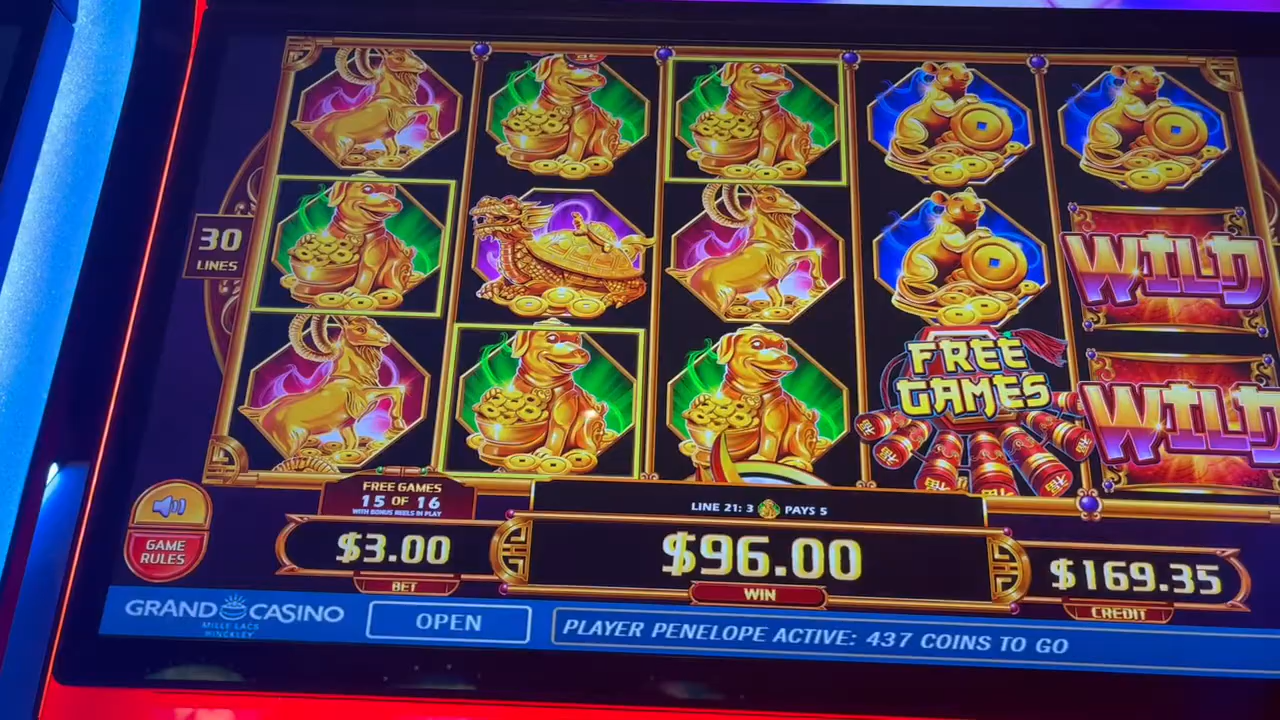 30
LINES
WILD
FREE
GAMES
WILD
FREE GAMES
15 OF 16
WITH BONUS REELS IN PLAY
LINE 21: 3 PAYS 5
GAME
RULES
$3.00
BET
$96.00
WIN
$169.35
CREDIT
GRAND CASINO
MILLE LACS
HINCKLEY
OPEN
PLAYER PENELOPE ACTIVE: 437 COINS TO GO